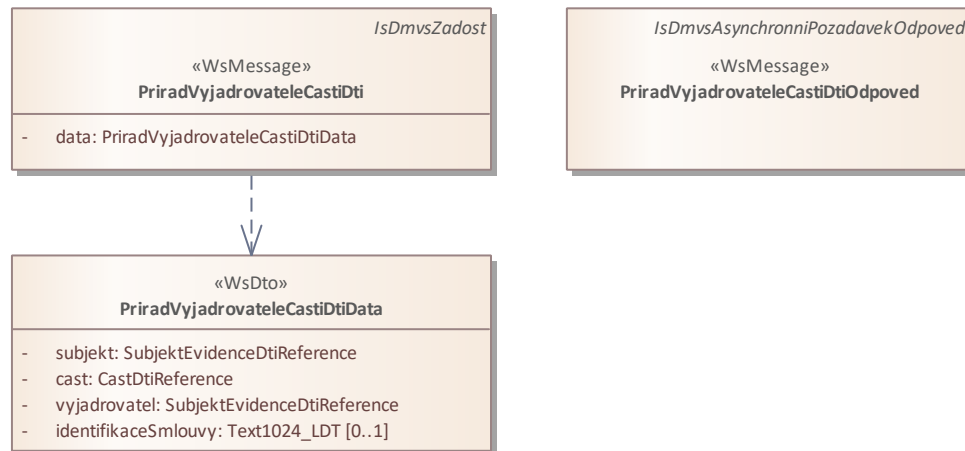 IsDmvsZadost
«WsMessage»
PriradVyjadrovateleCastiDti
- data: PriradVyjadrovateleCastiDtiData
IsDmvsAsynchronniPozadavekOdpoved
«WsMessage»
PriradVyjadrovateleCastiDtiOdpoved
«WsDto»
PriradVyjadrovateleCastiDtiData
- subjekt: SubjektEvidenceDtiReference
- cast: CastDtiReference
- vyjadrovatel: SubjektEvidenceDtiReference
- identifikaceSmlouvy: Text1024_LDT [0..1]